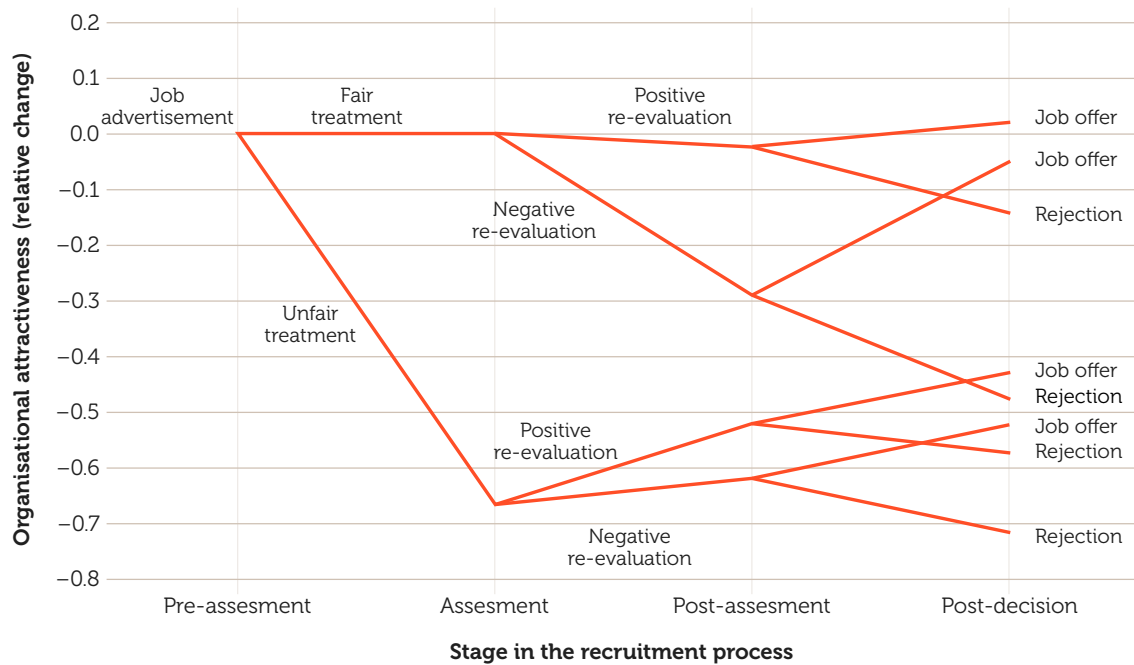 Organisational attractiveness (relative change)
0.2
0.1
0.0
−0.1
−0.2
−0.3
−0.4
−0.5
−0.6
−0.7
−0.8
Job
advertisement
Fair
treatment
Positive
re-evaluation
Negative
re-evaluation
Unfair
treatment
Positive
re-evaluation
Negative
re-evaluation
Job offer
Job offer
Rejection
Job offer
Rejection
Job offer
Rejection
Rejection
Pre-assesment
Assesment
Post-assesment
Post-decision
Stage in the recruitment process